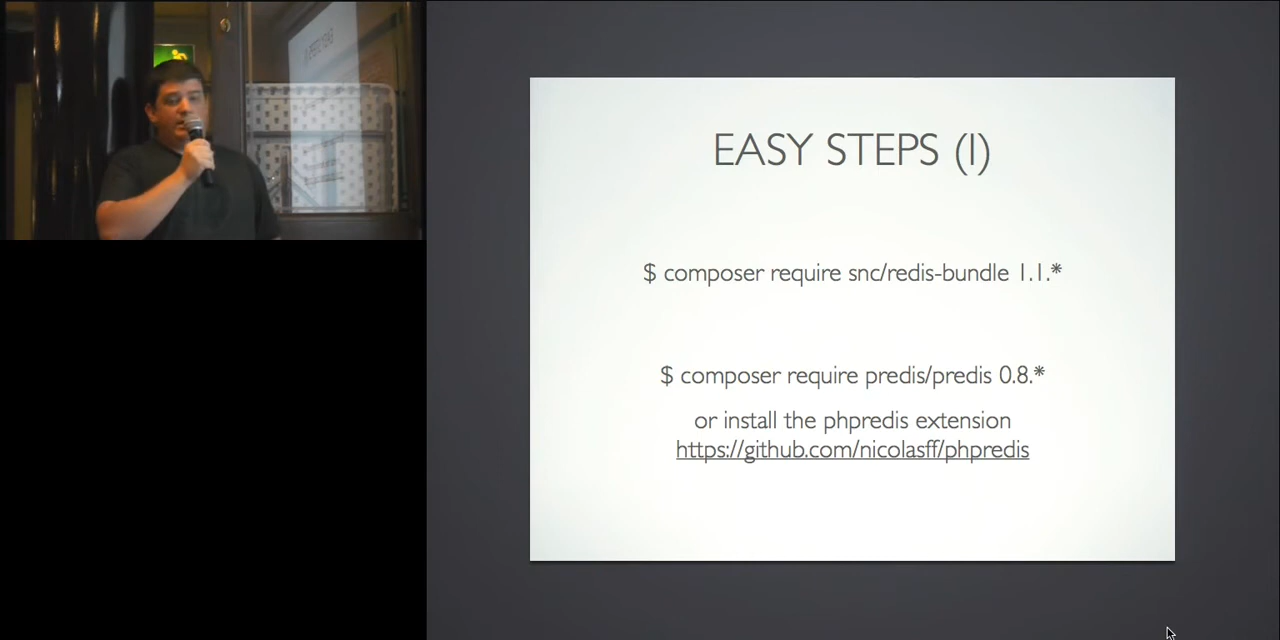 EASY STEPS (I)
$ composer require snc/redis-bundle 1.1.*
$ composer require predis/predis 0.8.*
or install the phpredis extension
https://github.com/nicolasff/phpredis